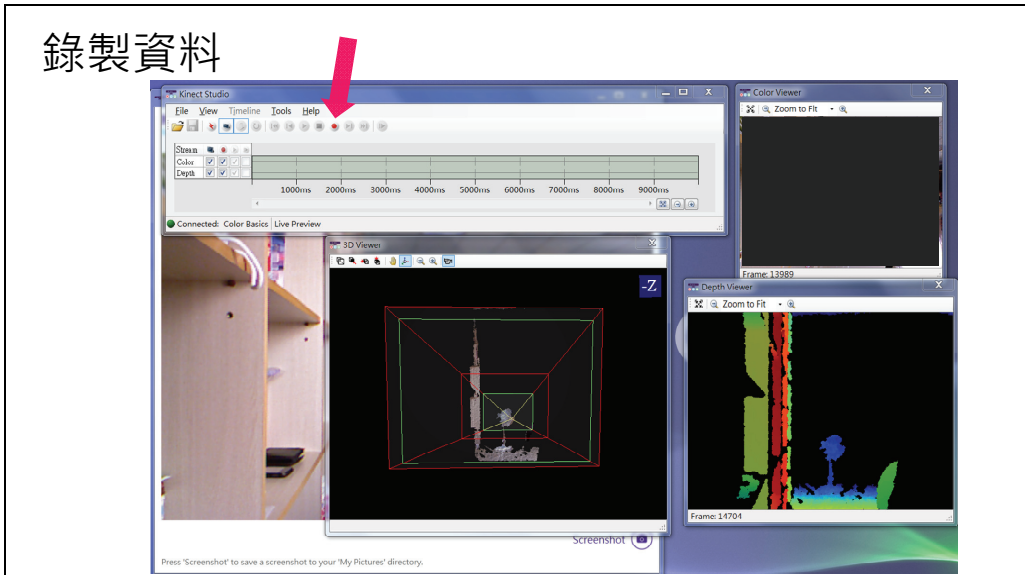 錄製資料
Kinect Studio
File View Timeline Tools Help
Stream
Color
Depth
1000ms 2000ms 3000ms 4000ms 5000ms 6000ms 7000ms 8000ms 9000ms
Connected: Color Basics Live Preview
Color Viewer
Zoom to Fit
Frame: 13989
3D Viewer
-Z
Depth Viewer
Zoom to Fit
Frame: 14704
Screenshot
Press 'Screenshot' to save a screenshot to your 'My Pictures' directory.